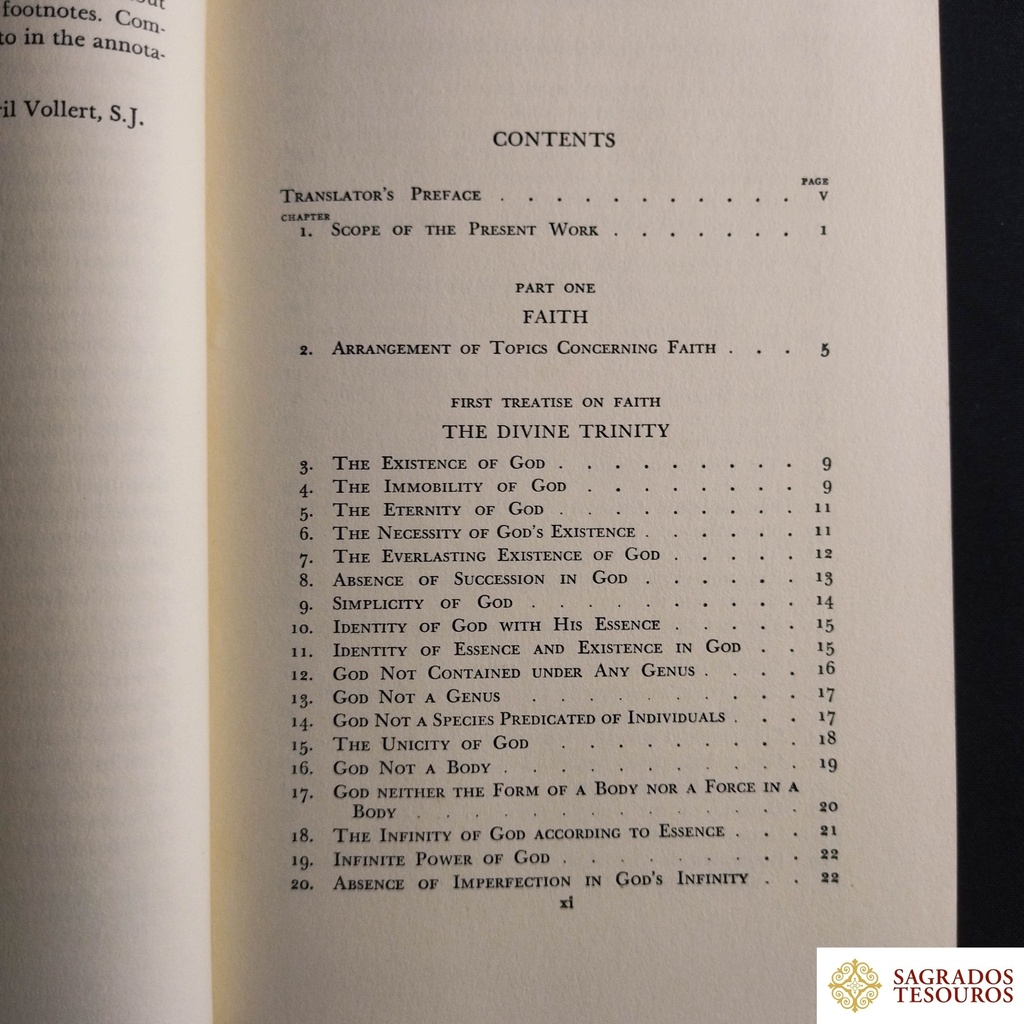 footnotes. Com-
to in the annota-
Vollert, S.J.
CONTENTS
PAGE
TRANSLATOR'S PREFACE . . . . . . . . . . . V
CHAPTER
1. SCOPE OF THE PRESENT WORK . . . . . . . 1
PART ONE
FAITH
2. ARRANGEMENT OF TOPICS CONCERNING FAITH . . . 5
FIRST TREATISE ON FAITH
THE DIVINE TRINITY
3. THE EXISTENCE OF GOD . . . . . . . . . 9
4. THE IMMOBILITY OF GOD . . . . . . . . 9
5. THE ETERNITY OF GOD . . . . . . . . . 11
6. THE NECESSITY OF GOD'S EXISTENCE . . . . . . 11
7. THE EVERLASTING EXISTENCE OF GOD . . . . . 12
8. ABSENCE OF SUCCESSION IN GOD . . . . . . 13
9. SIMPLICITY OF GOD . . . . . . . . . . 14
10. IDENTITY OF GOD WITH HIS ESSENCE . . . . . 15
11. IDENTITY OF ESSENCE AND EXISTENCE IN GOD . . 15
12. GOD NOT CONTAINED UNDER ANY GENUS . . . . 16
13. GOD NOT A GENUS . . . . . . . . . . 17
14. GOD NOT A SPECIES PREDICATED OF INDIVIDUALS . . . 17
15. THE UNICITY OF GOD . . . . . . . . . 18
16. GOD NOT A BODY . . . . . . . . . . . 19
17. GOD NEITHER THE FORM OF A BODY NOR A FORCE IN A
BODY . . . . . . . . . . . . . . 20
18. THE INFINITY OF GOD ACCORDING TO ESSENCE . . . 21
19. INFINITE POWER OF GOD . . . . . . . . . 22
20. ABSENCE OF IMPERFECTION IN GOD'S INFINITY . . 22
xi
SAGRADOS
TESOUROS